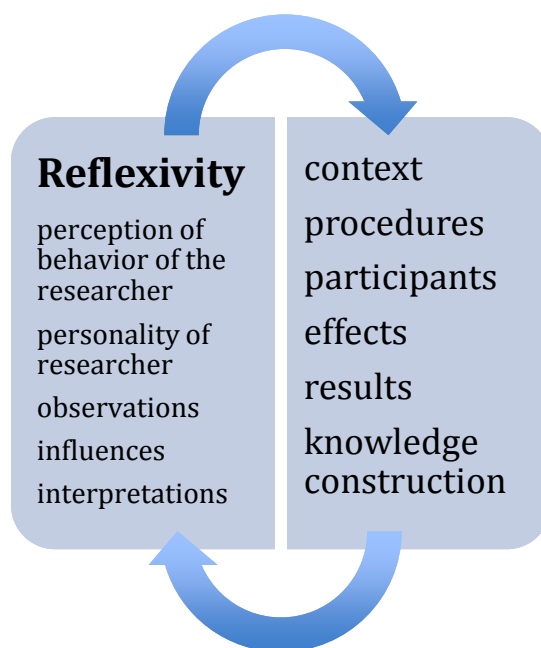 Reflexivity
perception of
behavior of the
researcher
personality of
researcher
observations
influences
interpretations
context
procedures
participants
effects
results
knowledge
construction